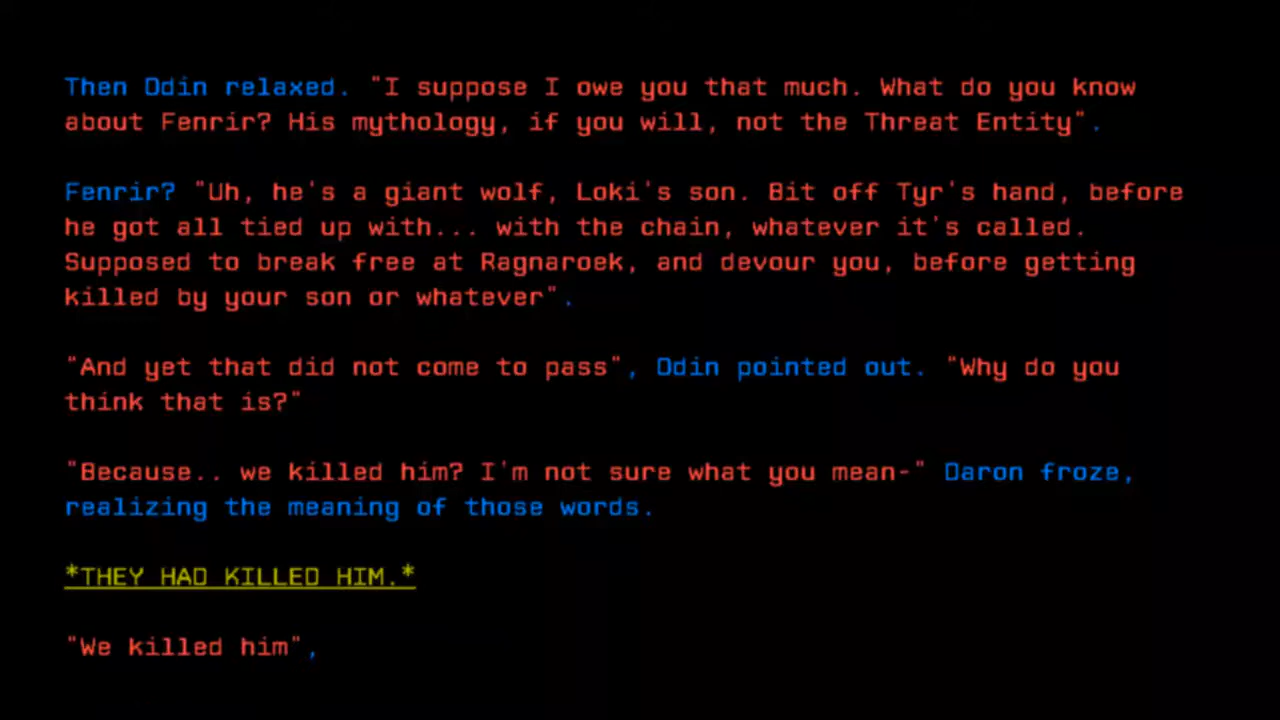 Then Odin relaxed. "I suppose I owe you that much. What do you know
about Fenrir? His mythology, if you will, not the Threat Entity".
Fenrir? "Uh, he's a giant wolf, Loki's son. Bit off Tyr's hand, before
he got all tied up with... with the chain, whatever it's called.
Supposed to break free at Ragnaroek, and devour you, before getting
killed by your son or whatever".
"And yet that did not come to pass", Odin pointed out. "Why do you
think that is?"
"Because.. we killed him? I'm not sure what you mean-" Daron froze,
realizing the meaning of those words.
*THEY HAD KILLED HIM.*
"We killed him",